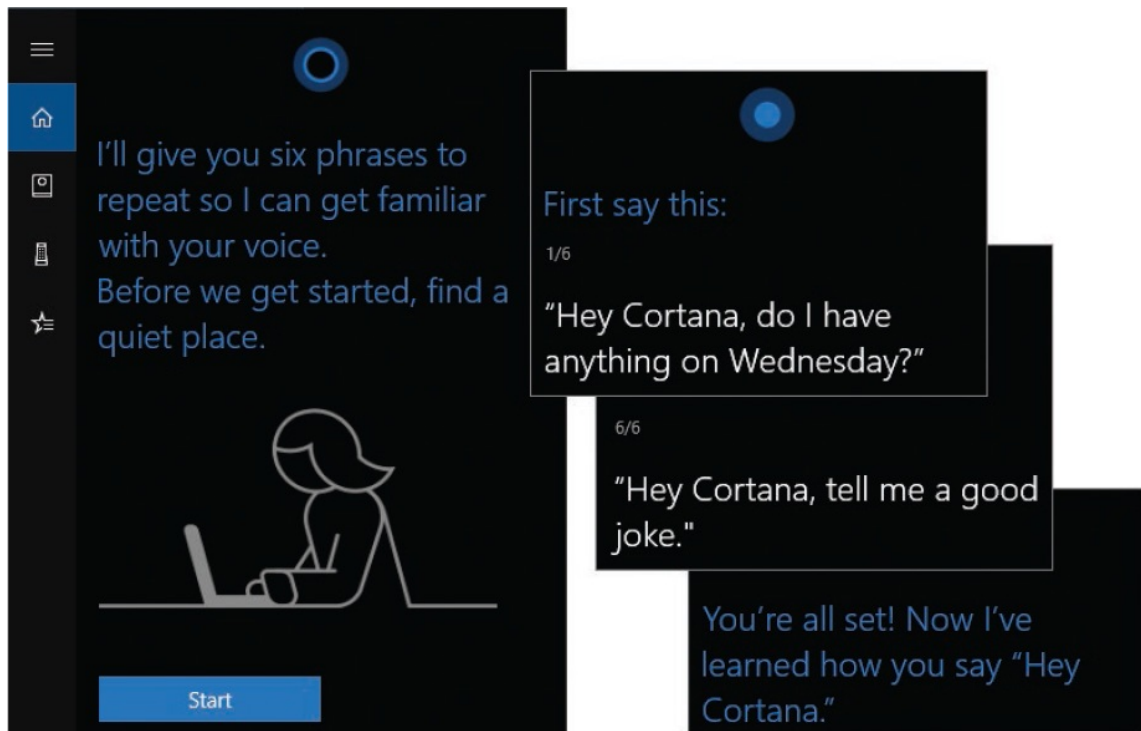 I'll give you six phrases to
repeat so I can get familiar
with your voice.
Before we get started, find a
quiet place.
Start
First say this:
1/6
“Hey Cortana, do I have
anything on Wednesday?”
6/6
“Hey Cortana, tell me a good
joke."
You’re all set! Now I’ve
learned how you say “Hey
Cortana.”